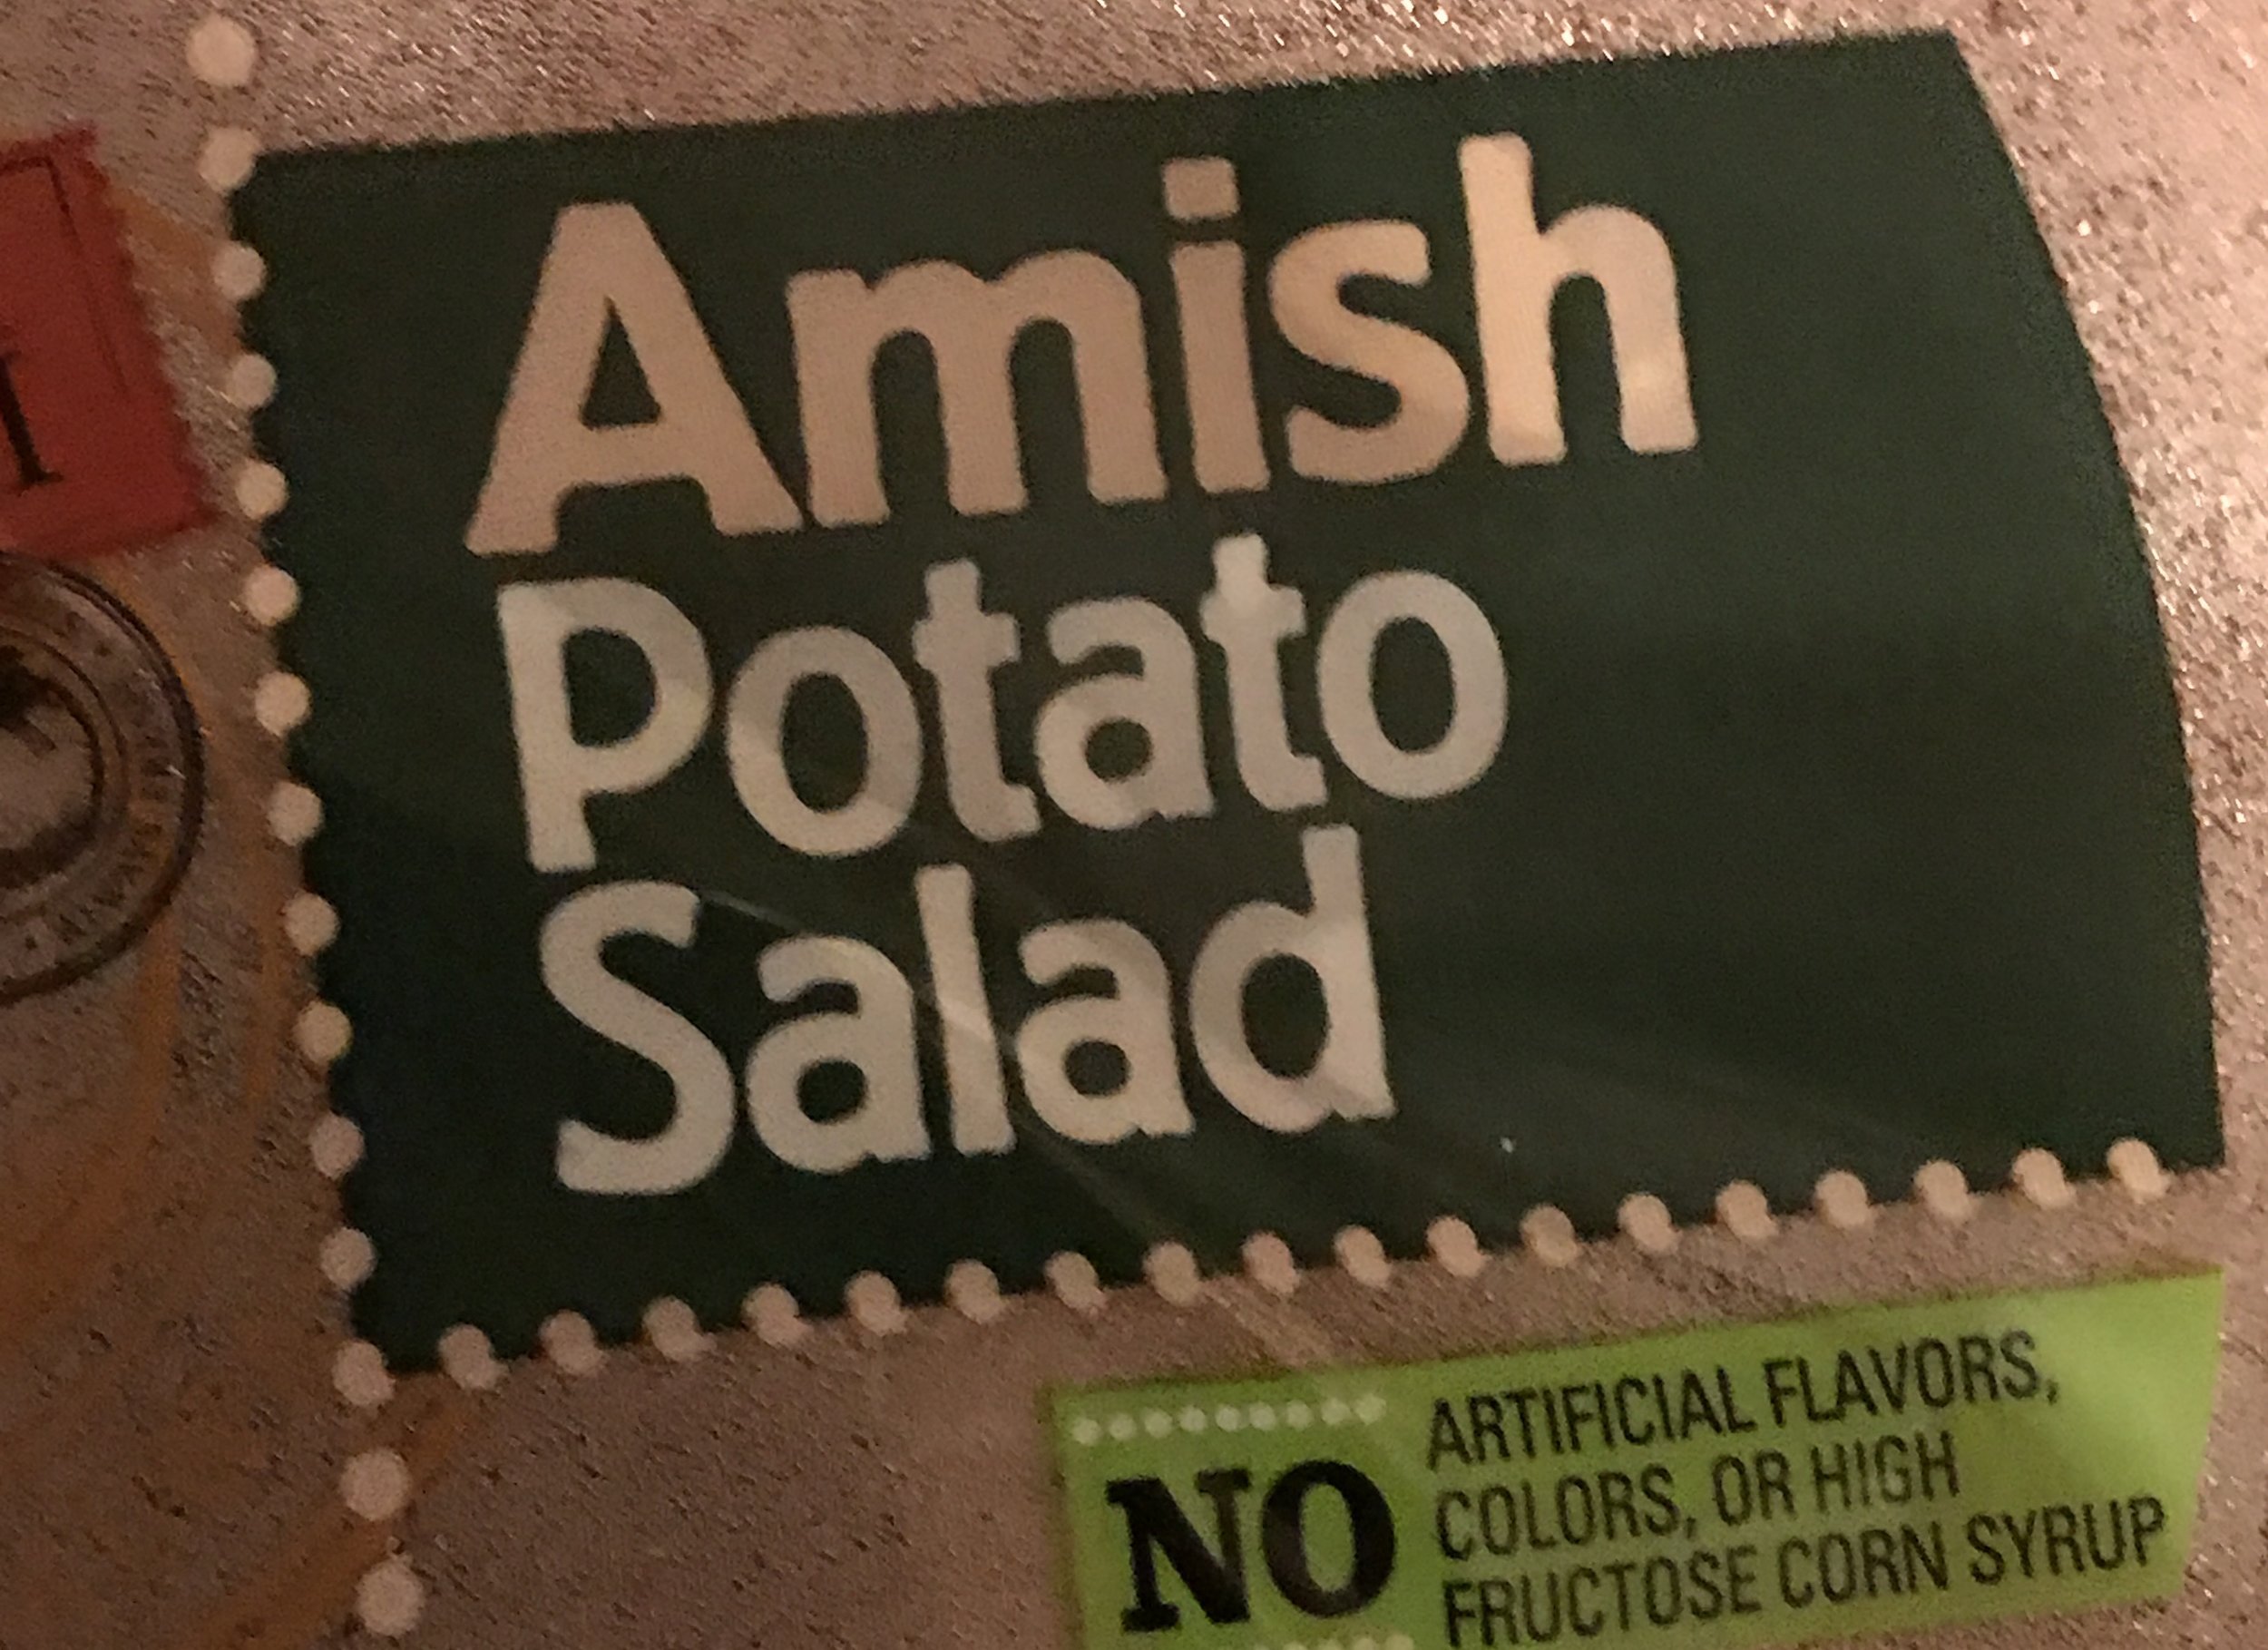 Amish
Potato
Salad
NO
ARTIFICIAL FLAVORS,
COLORS, OR HIGH
FRUCTOSE CORN SYRUP